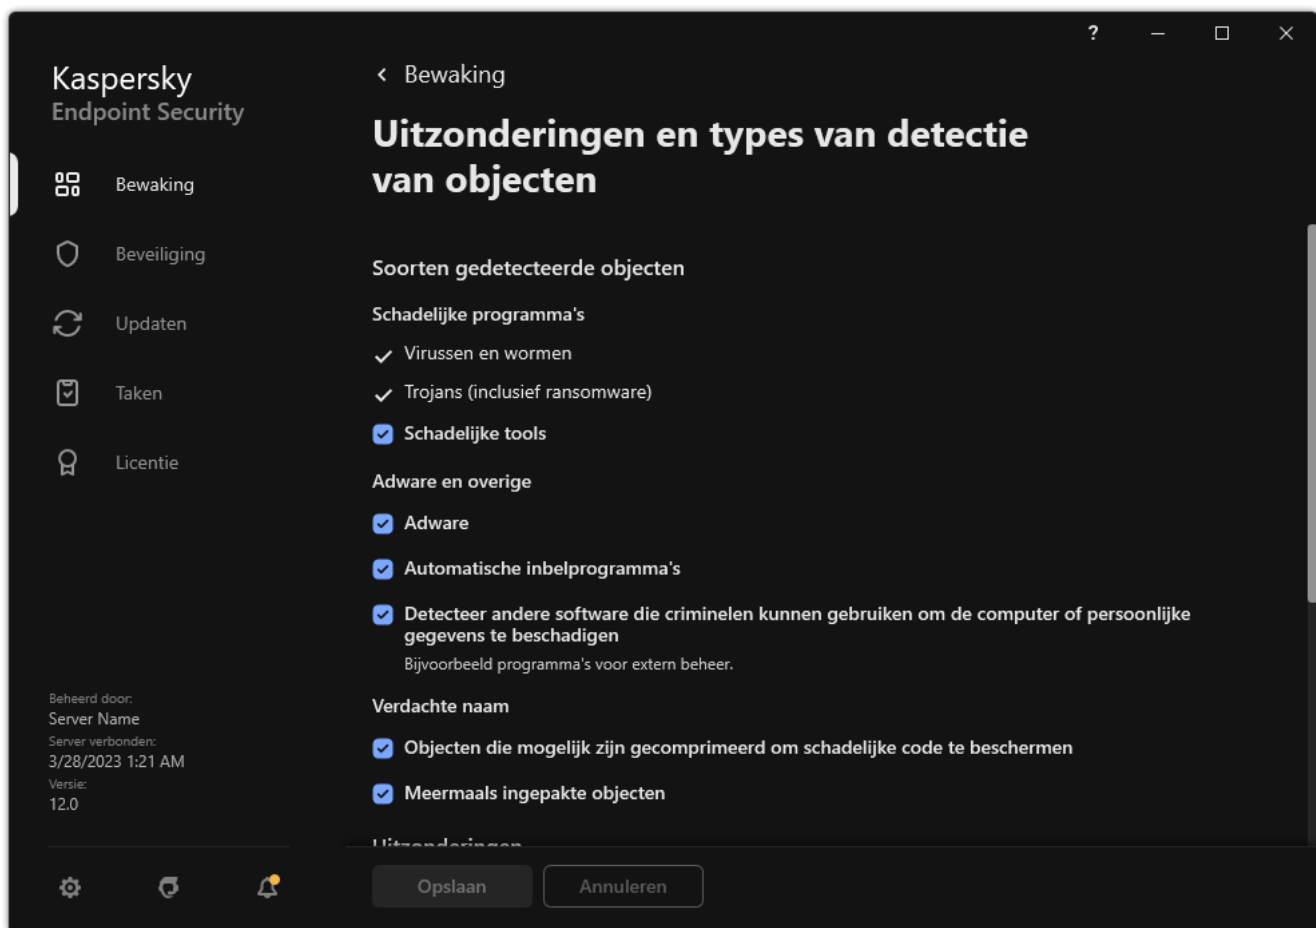 ?
Kaspersky
Endpoint Security
Bewaking
Beveiliging
Updaten
Taken
Licentie
Beheerd door:
Server Name
Server verbonden:
3/28/2023 1:21 AM
Versie:
12.0
Bewaking
Uitzonderingen en types van detectie
van objecten
Soorten gedetecteerde objecten
Schadelijke programma's
Virussen en wormen
Trojans (inclusief ransomware)
Schadelijke tools
Adware en overige
Adware
Automatische inbelprogramma's
Detecteer andere software die criminelen kunnen gebruiken om de computer of persoonlijke
gegevens te beschadigen
Bijvoorbeeld programma's voor extern beheer.
Verdachte naam
Objecten die mogelijk zijn gecomprimeerd om schadelijke code te beschermen
Meermaals ingepakte objecten
Uitzonderingen
Opslaan
Annuleren